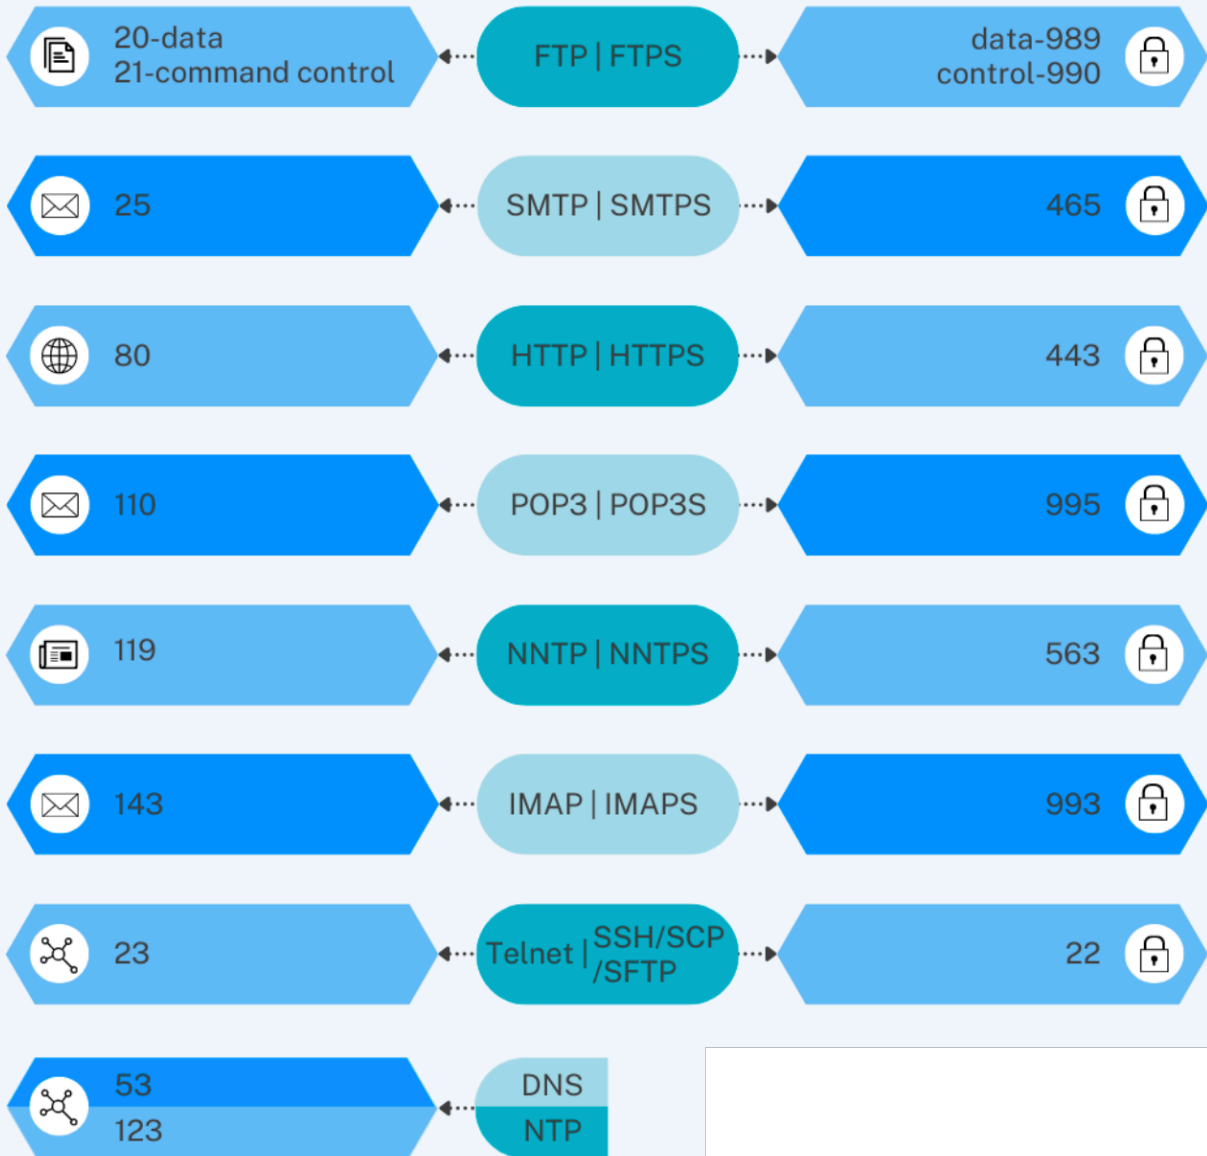 20-data
21-command control
FTP | FTPS
data-989
control-990
25
SMTP | SMTPS
465
80
HTTP | HTTPS
443
110
POP3 | POP3S
995
119
NNTP | NNTPS
563
143
IMAP | IMAPS
993
23
Telnet | SSH/SCP
/SFTP
22
53
DNS
123
NTP